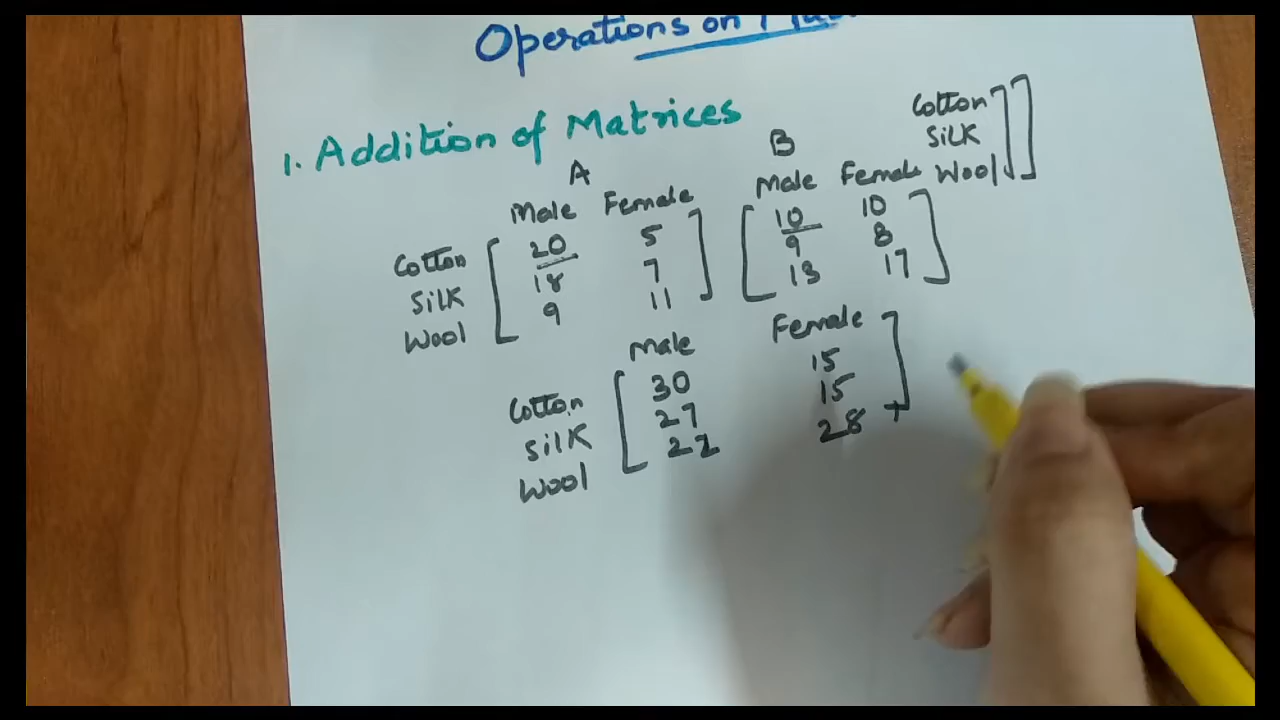 Operations on
1. Addition of Matrices
A
Male Female
Cotton 20 5
Silk 18 7
Wool 9 11
B
Male Female
10 10
9 8
13 17
Cotton
Silk
Wool
Male Female
Cotton 30 15
Silk 27 15
Wool 22 28